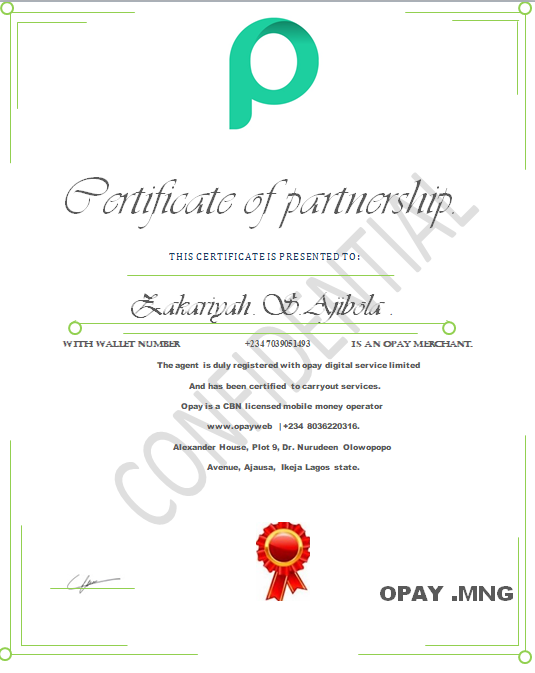 Certificate of partnership.
THIS CERTIFICATE IS PRESENTED TO:
Zakariyah. S. Ajibola .
WITH WALLET NUMBER +234 7039051493 IS AN OPAY MERCHANT.
The agent is duly registered with opay digital service limited
And has been certified to carryout services.
Opay is a CBN licensed mobile money operator
www.opayweb |+234 8036220316.
Alexander House, Plot 9, Dr. Nurudeen Olowopopo
Avenue, Ajausa, Ikeja Lagos state.
CONFIDENTIAL
OPAY .MNG